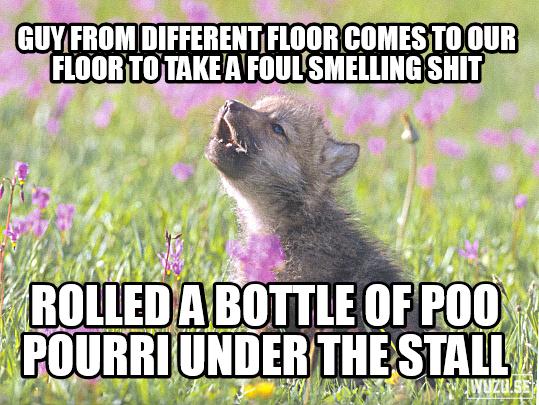 GUY FROM DIFFERENT FLOOR COMES TO OUR
FLOOR TO TAKE A FOUL SMELLING SHIT
ROLLED A BOTTLE OF POO
POURRI UNDER THE STALL
WUZU.SE